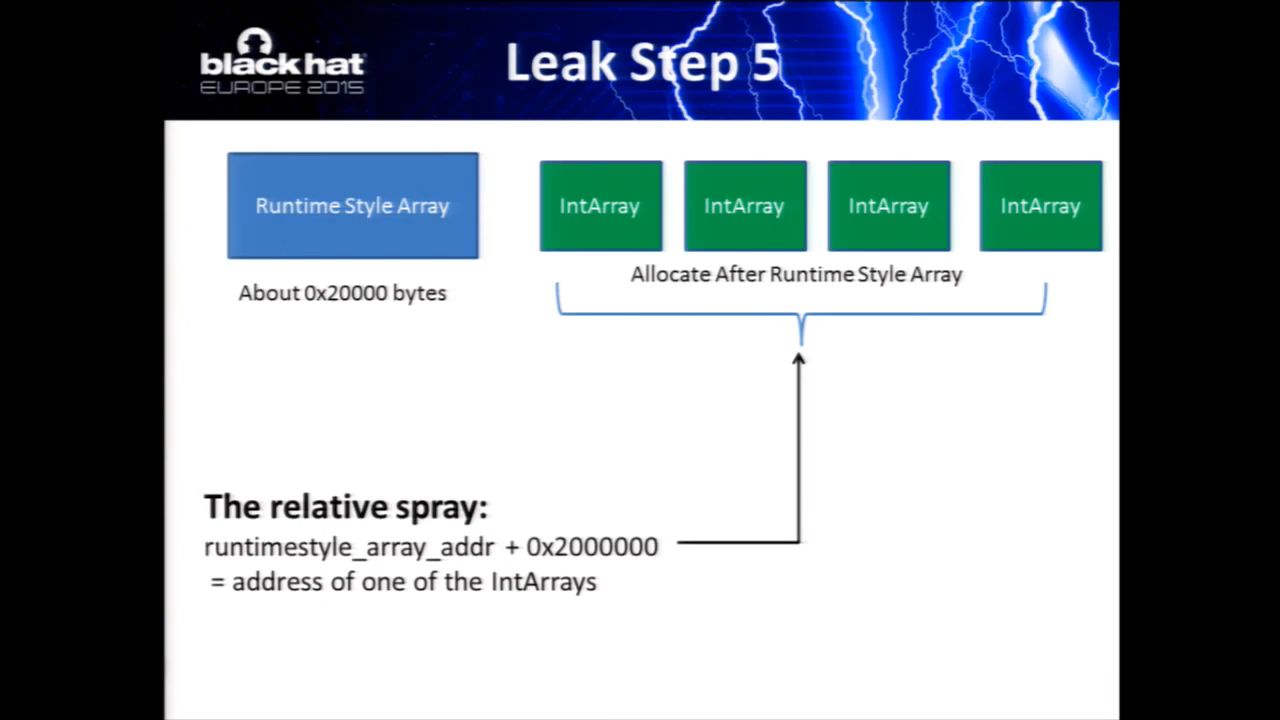 black hat
EUROPE 2015
Leak Step 5
Runtime Style Array
IntArray
IntArray
IntArray
IntArray
About 0x20000 bytes
Allocate After Runtime Style Array
The relative spray:
runtimestyle_array_addr + 0x2000000
= address of one of the IntArrays